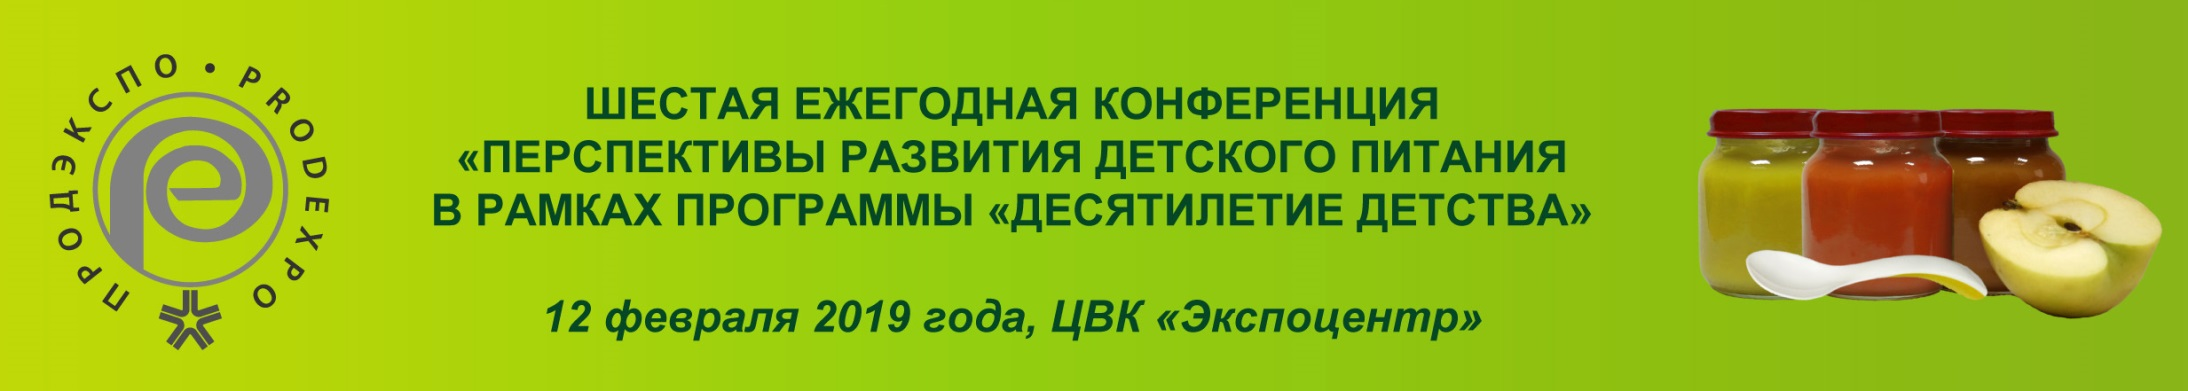 ПРОДЭКСПО • PRODEXPO
ШЕСТАЯ ЕЖЕГОДНАЯ КОНФЕРЕНЦИЯ
«ПЕРСПЕКТИВЫ РАЗВИТИЯ ДЕТСКОГО ПИТАНИЯ
В РАМКАХ ПРОГРАММЫ «ДЕСЯТИЛЕТИЕ ДЕТСТВА»
12 февраля 2019 года, ЦВК «Экспоцентр»